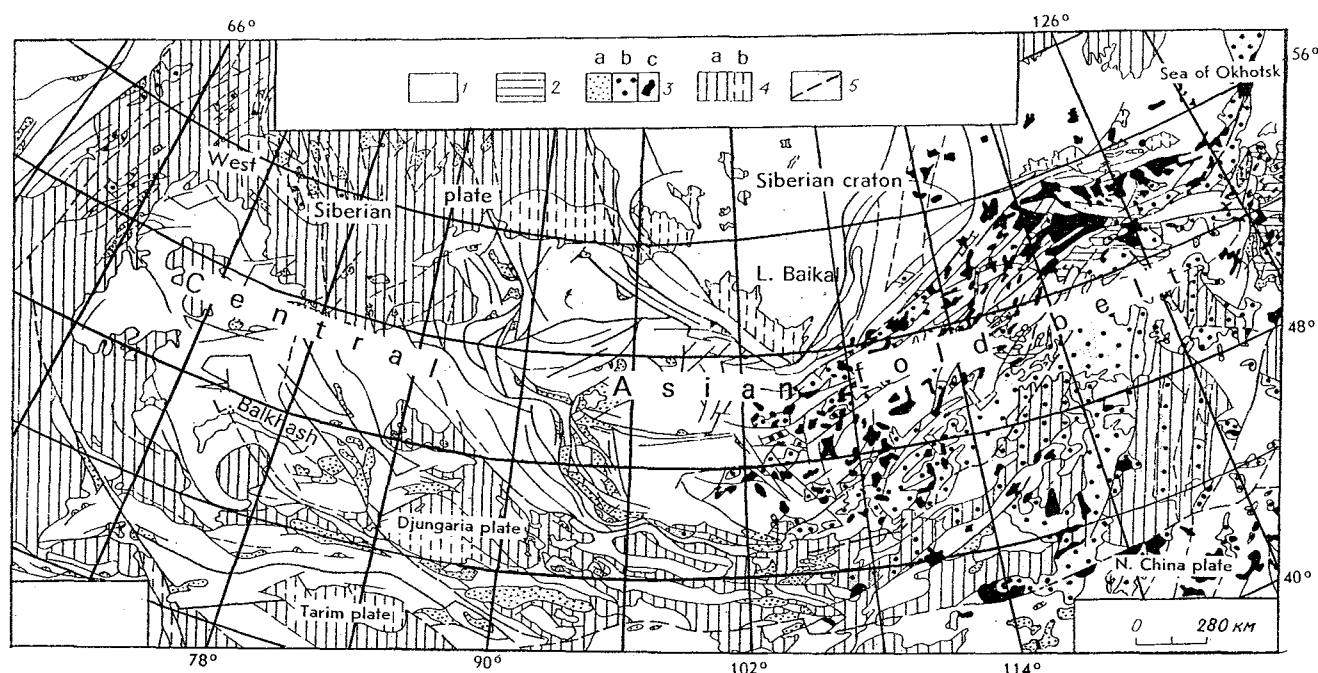 66°
126°
56°
a b c
a b
1
2
3
4
5
Sea of Okhotsk
West
Siberian
plate
Siberian craton
L. Baikal
48°
Central
Asian
fold
belt
L. Balkhash
Djungaria plate
N. China plate
40°
Tarim plate
0
280 км
78°
90°
102°
114°